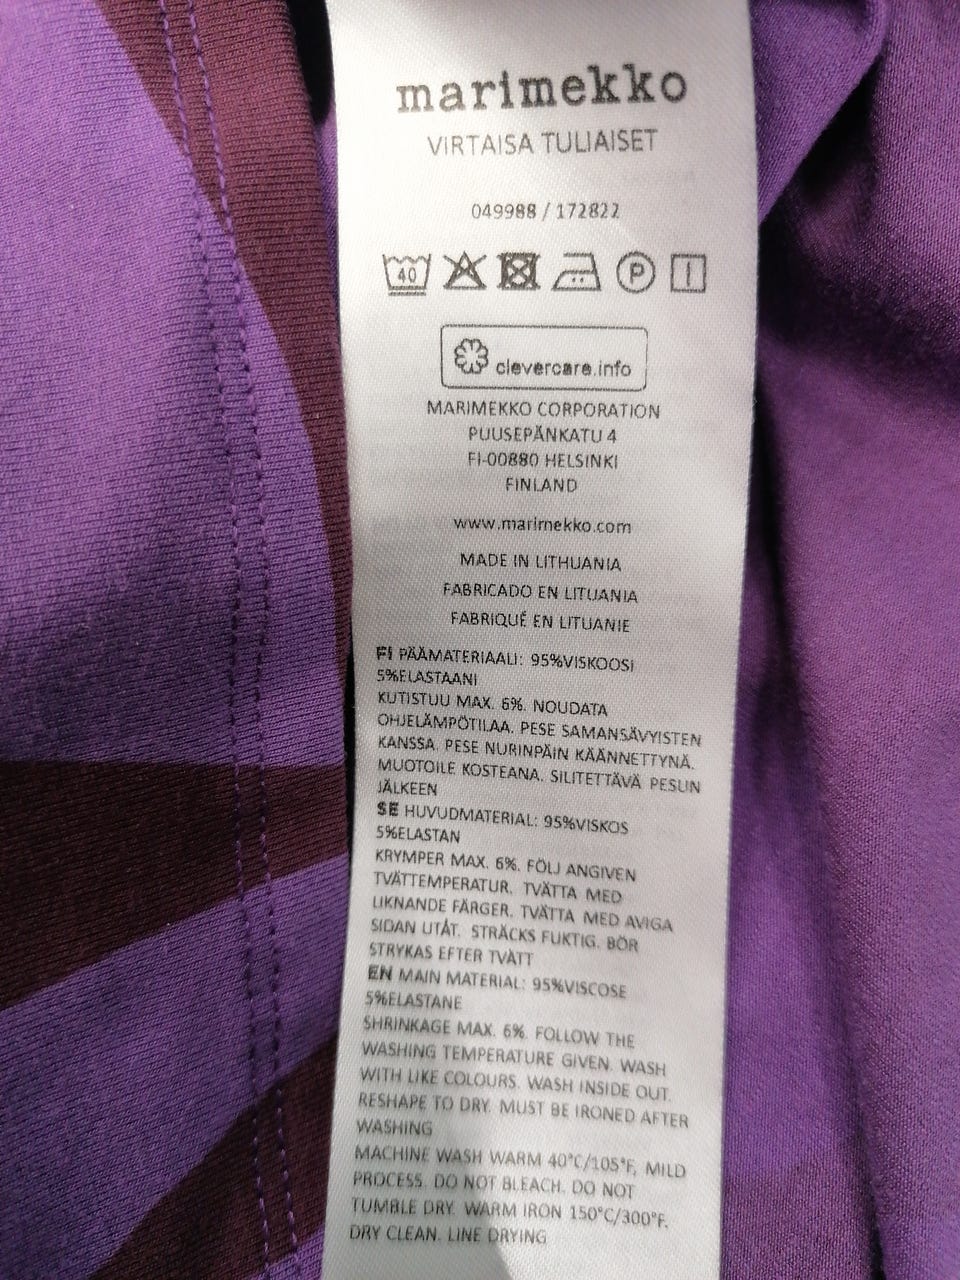 marimekko
VIRTAISA TULIAISET
049988 / 172822
40
P
clevercare.info
MARIMEKKO CORPORATION
PUUSEPÄNKATU 4
FI-00880 HELSINKI
FINLAND
www.marimekko.com
MADE IN LITHUANIA
FABRICADO EN LITUANIA
FABRIQUÉ EN LITUANIE
FI PÄÄMATERIAALI: 95%VISKOOSI
5%ELASTAANI
KUTISTUU MAX. 6%. NOUDATA
OHJELÄMPÖTILAA. PESE SAMANSÄVYISTEN
KANSSA. PESE NURINPÄIN KÄÄNNETTYNÄ.
MUOTOILE KOSTEANA. SILITETTÄVÄ PESUN
JÄLKEEN
SE HUVUDMATERIAL: 95%VISKOS
5%ELASTAN
KRYMPER MAX. 6%. FÖLJ ANGIVEN
TVÄTTEMPERATUR. TVÄTTA MED
LIKNANDE FÄRGER. TVÄTTA MED AVIGA
SIDAN UTÅT. STRÄCKS FUKTIG. BÖR
STRYKAS EFTER TVÄTT
EN MAIN MATERIAL: 95%VISCOSE
5%ELASTANE
SHRINKAGE MAX. 6%. FOLLOW THE
WASHING TEMPERATURE GIVEN. WASH
WITH LIKE COLOURS. WASH INSIDE OUT.
RESHAPE TO DRY. MUST BE IRONED AFTER
WASHING
MACHINE WASH WARM 40°C/105°F, MILD
PROCESS. DO NOT BLEACH. DO NOT
TUMBLE DRY. WARM IRON 150°C/300°F.
DRY CLEAN. LINE DRYING